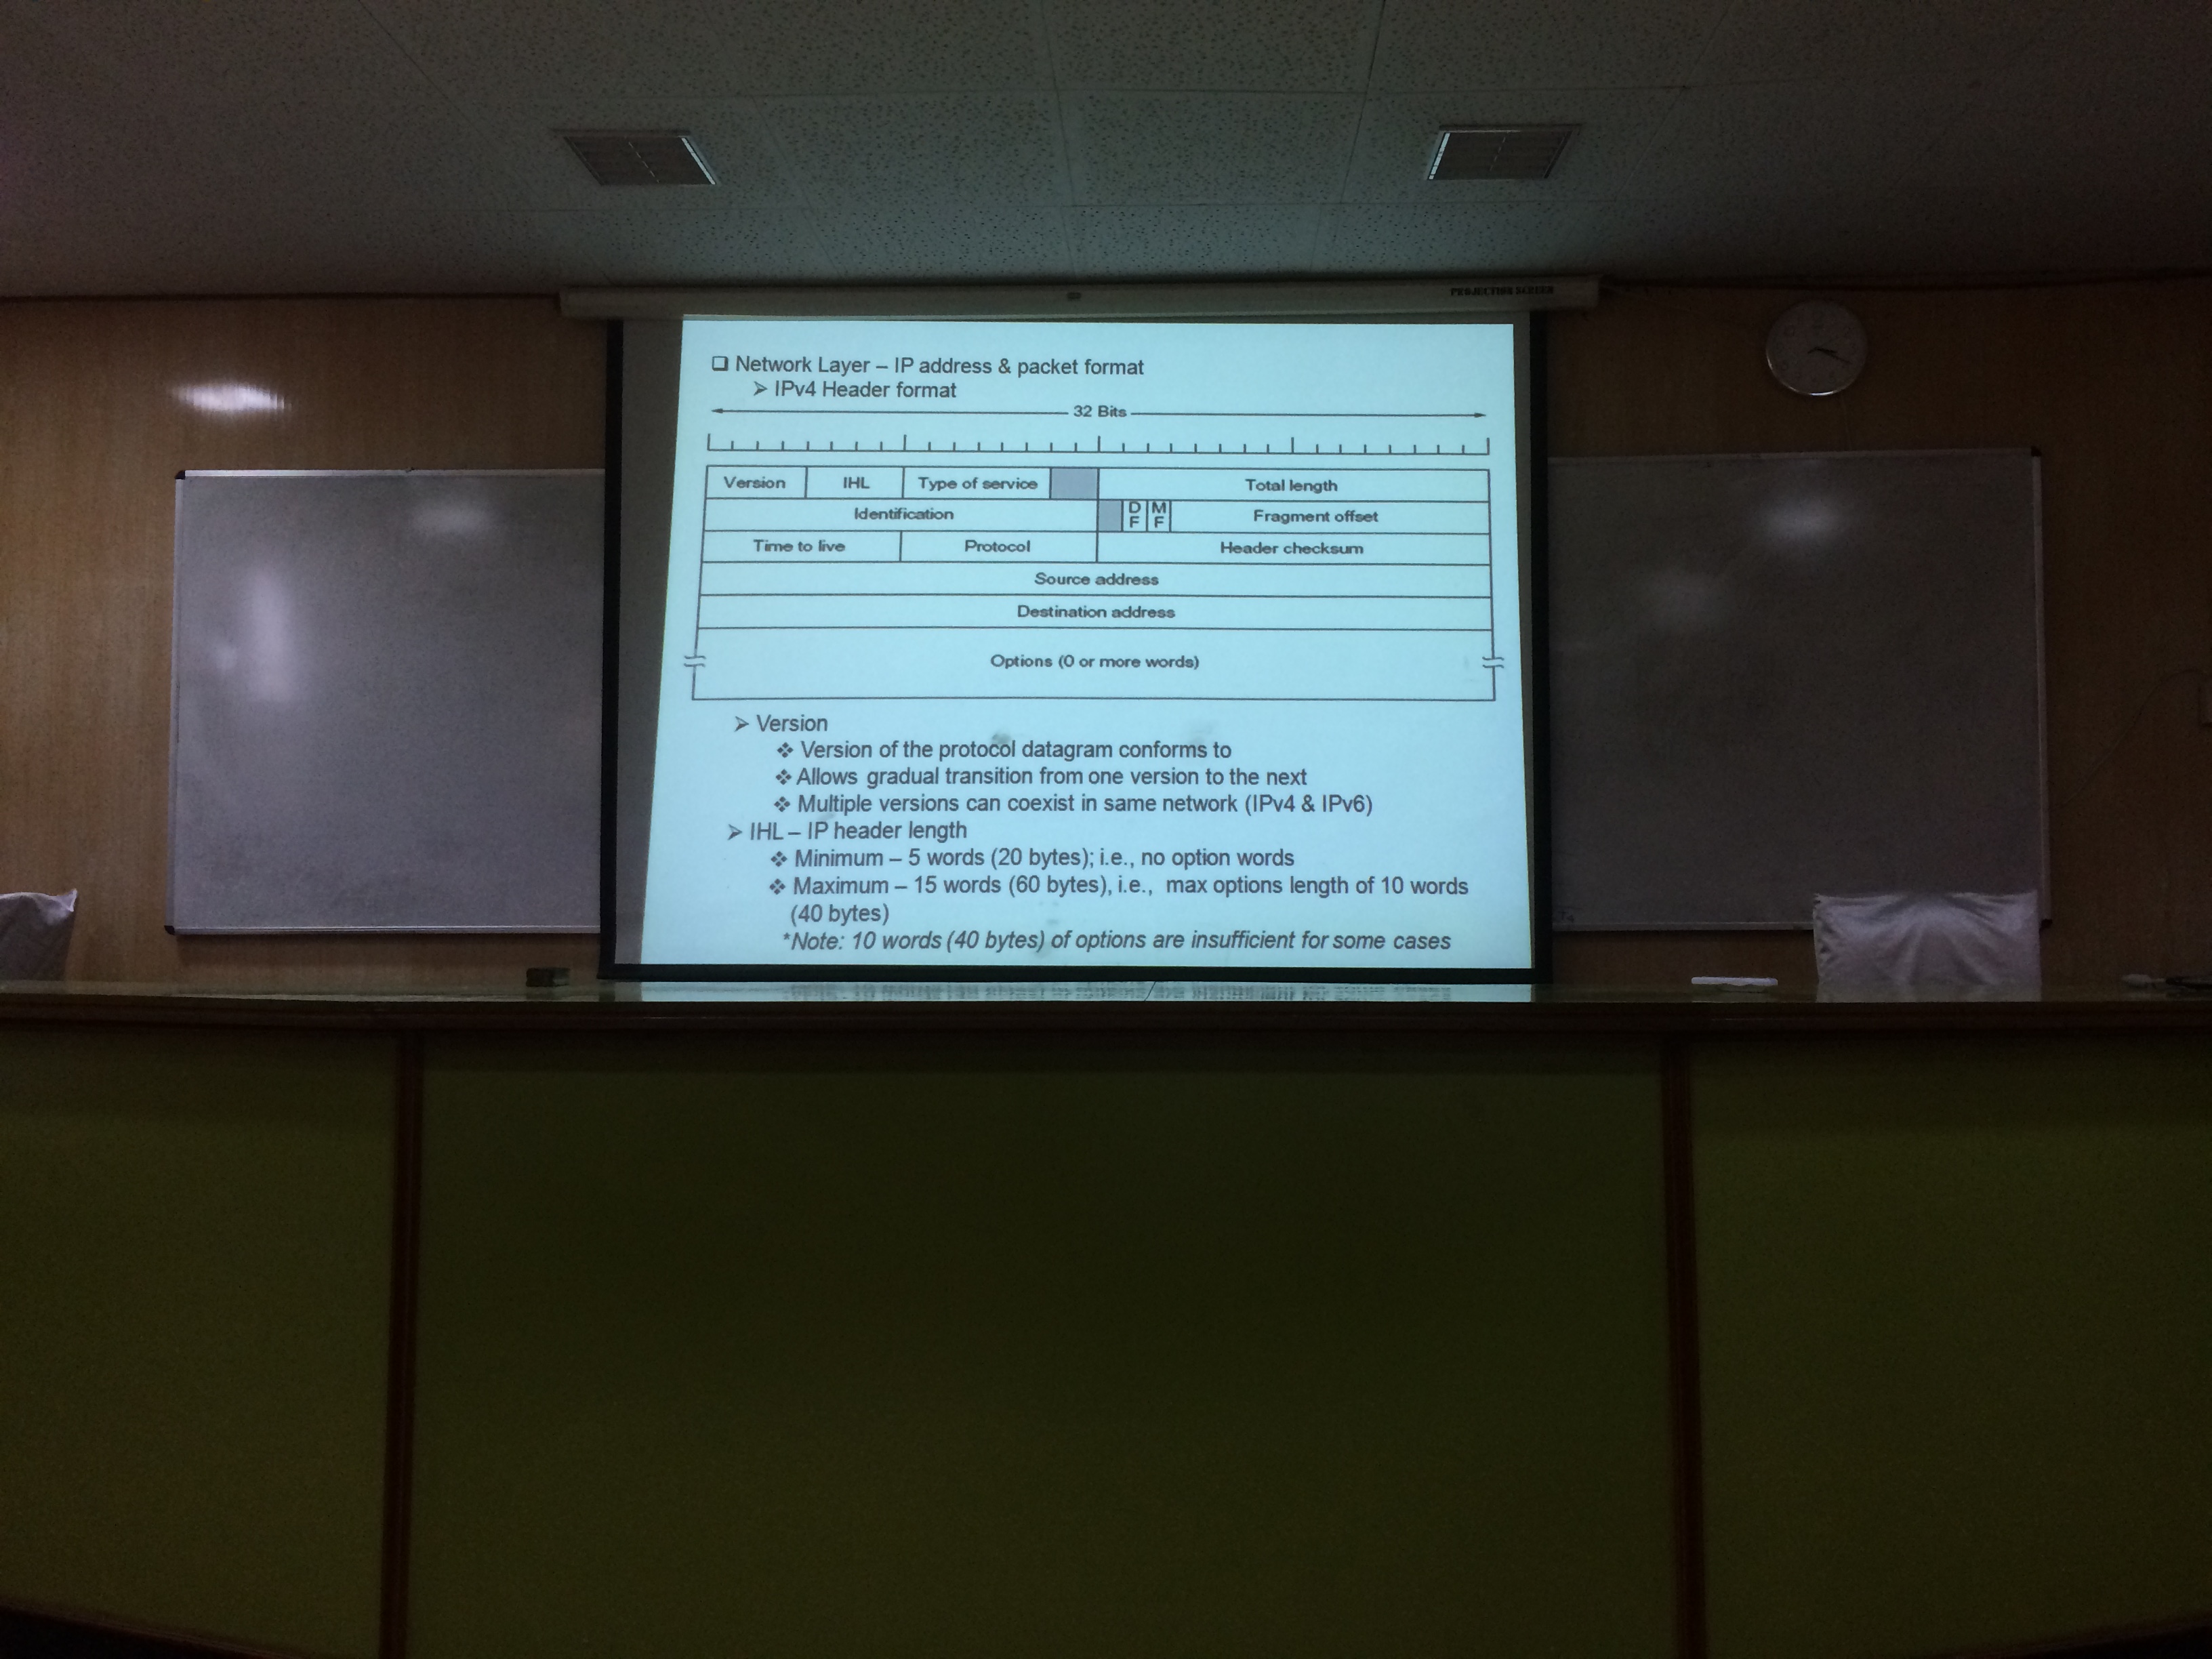 PROJECTION SCREEN
❑ Network Layer – IP address & packet format
➢ IPv4 Header format
32 Bits
Version IHL Type of service Total length
Identification D F M F Fragment offset
Time to live Protocol Header checksum
Source address
Destination address
Options (0 or more words)
➢ Version
❖ Version of the protocol datagram conforms to
❖ Allows gradual transition from one version to the next
❖ Multiple versions can coexist in same network (IPv4 & IPv6)
➢ IHL – IP header length
❖ Minimum – 5 words (20 bytes); i.e., no option words
❖ Maximum – 15 words (60 bytes), i.e., max options length of 10 words
(40 bytes)
*Note: 10 words (40 bytes) of options are insufficient for some cases